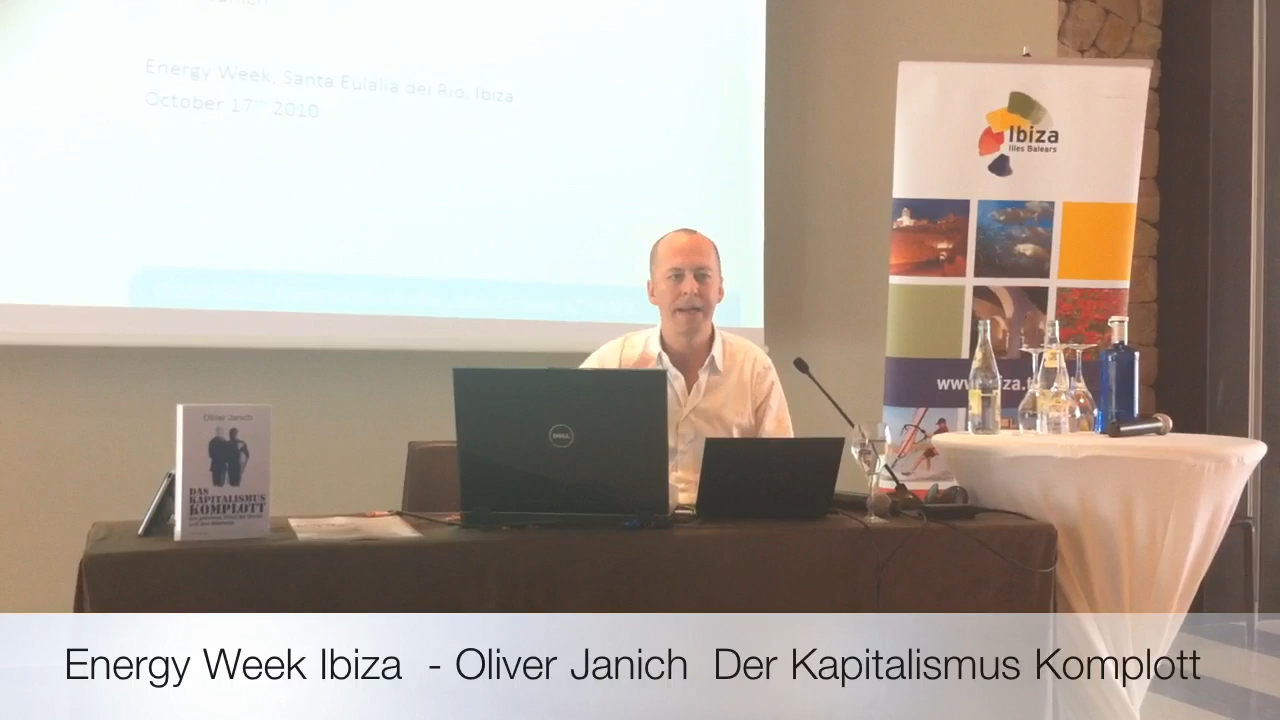 Energy Week, Santa Eulalia del Rio, Ibiza
October 17th 2010
Ibiza
Illes Balears
Oliver Janich
DAS
KAPITALISMUS
KOMPLOTT
DELL
Energy Week Ibiza - Oliver Janich Der Kapitalismus Komplott